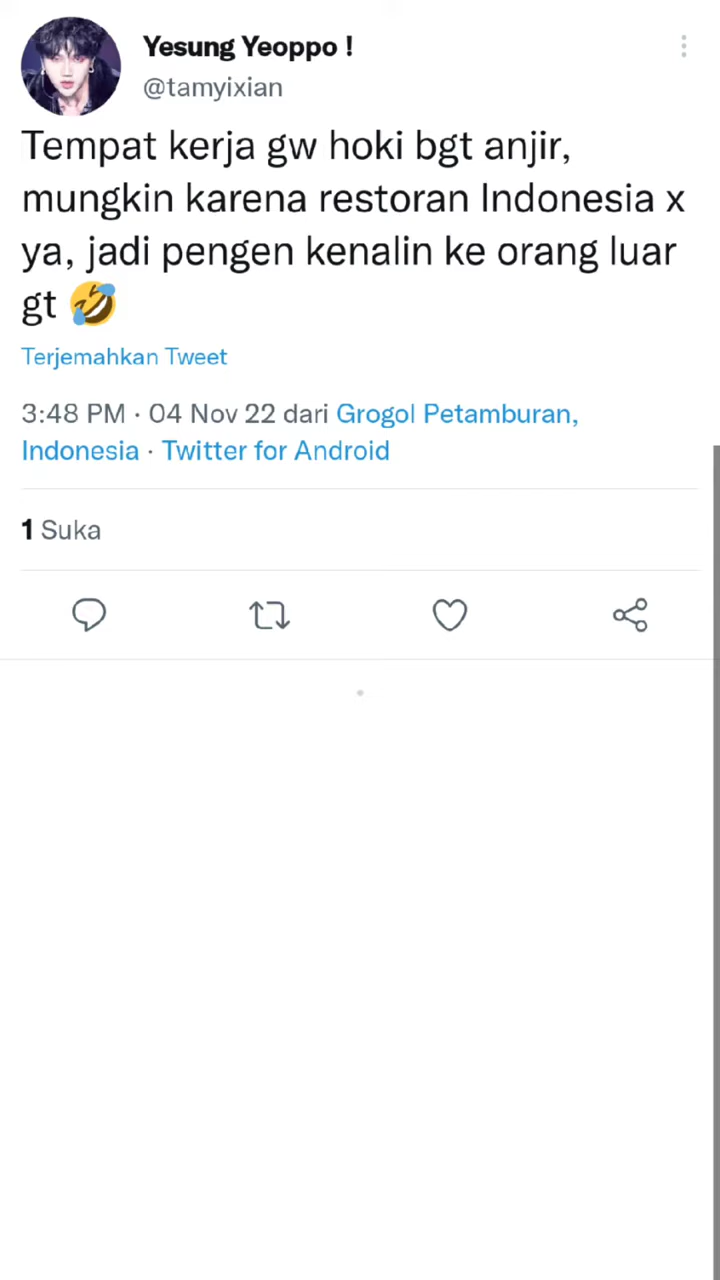 Yesung Yeoppo !
@tamyixian
Tempat kerja gw hoki bgt anjir,
mungkin karena restoran Indonesia x
ya, jadi pengen kenalin ke orang luar
gt 🤣
Terjemahkan Tweet
3:48 PM · 04 Nov 22 dari Grogol Petamburan,
Indonesia · Twitter for Android
1 Suka